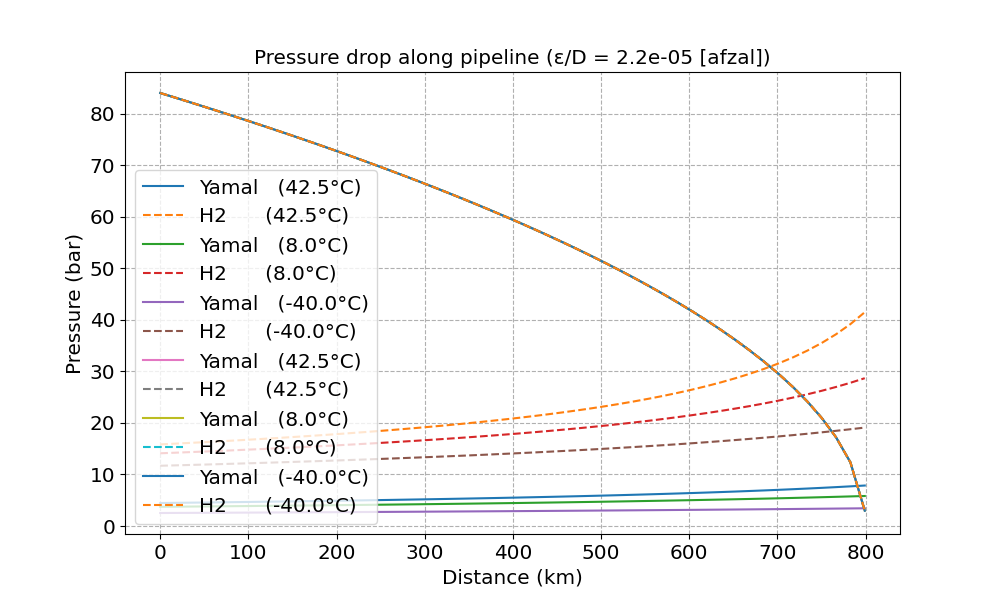 Pressure drop along pipeline (ε/D = 2.2e-05 [afzal])
Pressure (bar)
80
70
60
50
40
30
20
10
0
Yamal (42.5°C)
H2 (42.5°C)
Yamal (8.0°C)
H2 (8.0°C)
Yamal (-40.0°C)
H2 (-40.0°C)
Yamal (42.5°C)
H2 (42.5°C)
Yamal (8.0°C)
H2 (8.0°C)
Yamal (-40.0°C)
H2 (-40.0°C)
0 100 200 300 400 500 600 700 800
Distance (km)